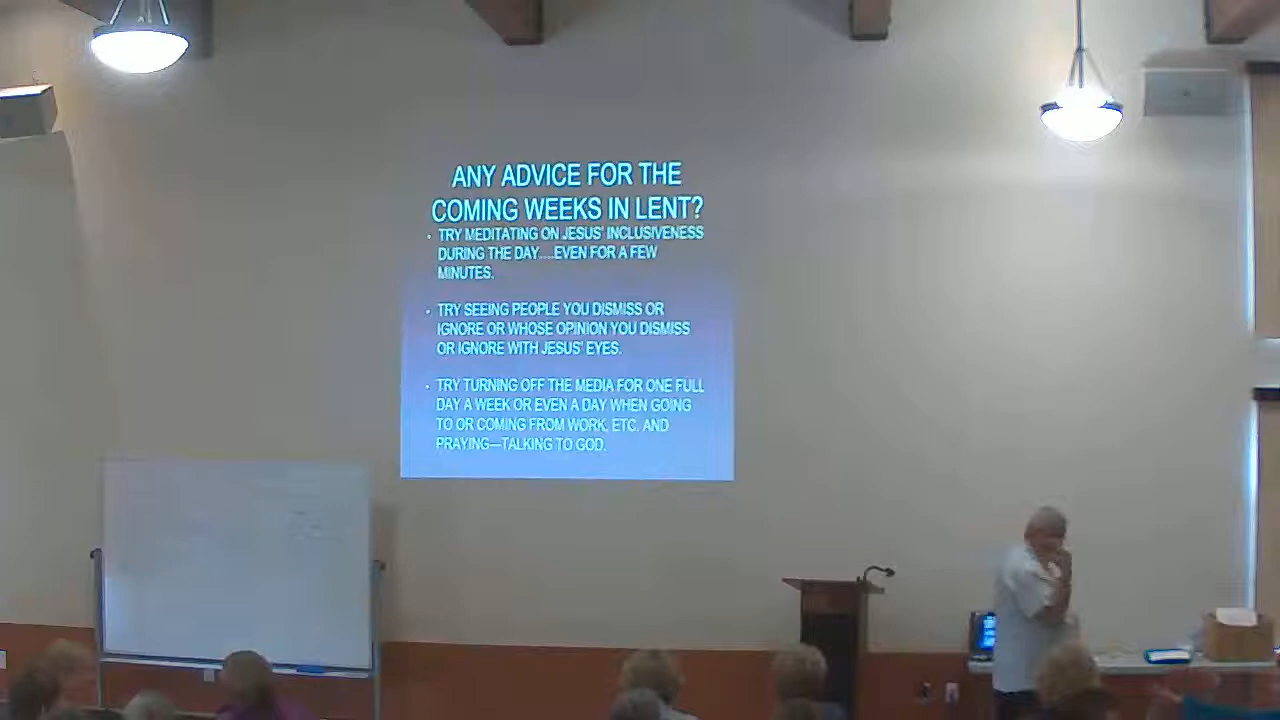 ANY ADVICE FOR THE
COMING WEEKS IN LENT?
• TRY MEDITATING ON JESUS' INCLUSIVENESS
DURING THE DAY....EVEN FOR A FEW
MINUTES.
• TRY SEEING PEOPLE YOU DISMISS OR
IGNORE OR WHOSE OPINION YOU DISMISS
OR IGNORE WITH JESUS' EYES.
• TRY TURNING OFF THE MEDIA FOR ONE FULL
DAY A WEEK OR EVEN A DAY WHEN GOING
TO OR COMING FROM WORK, ETC. AND
PRAYING—TALKING TO GOD.